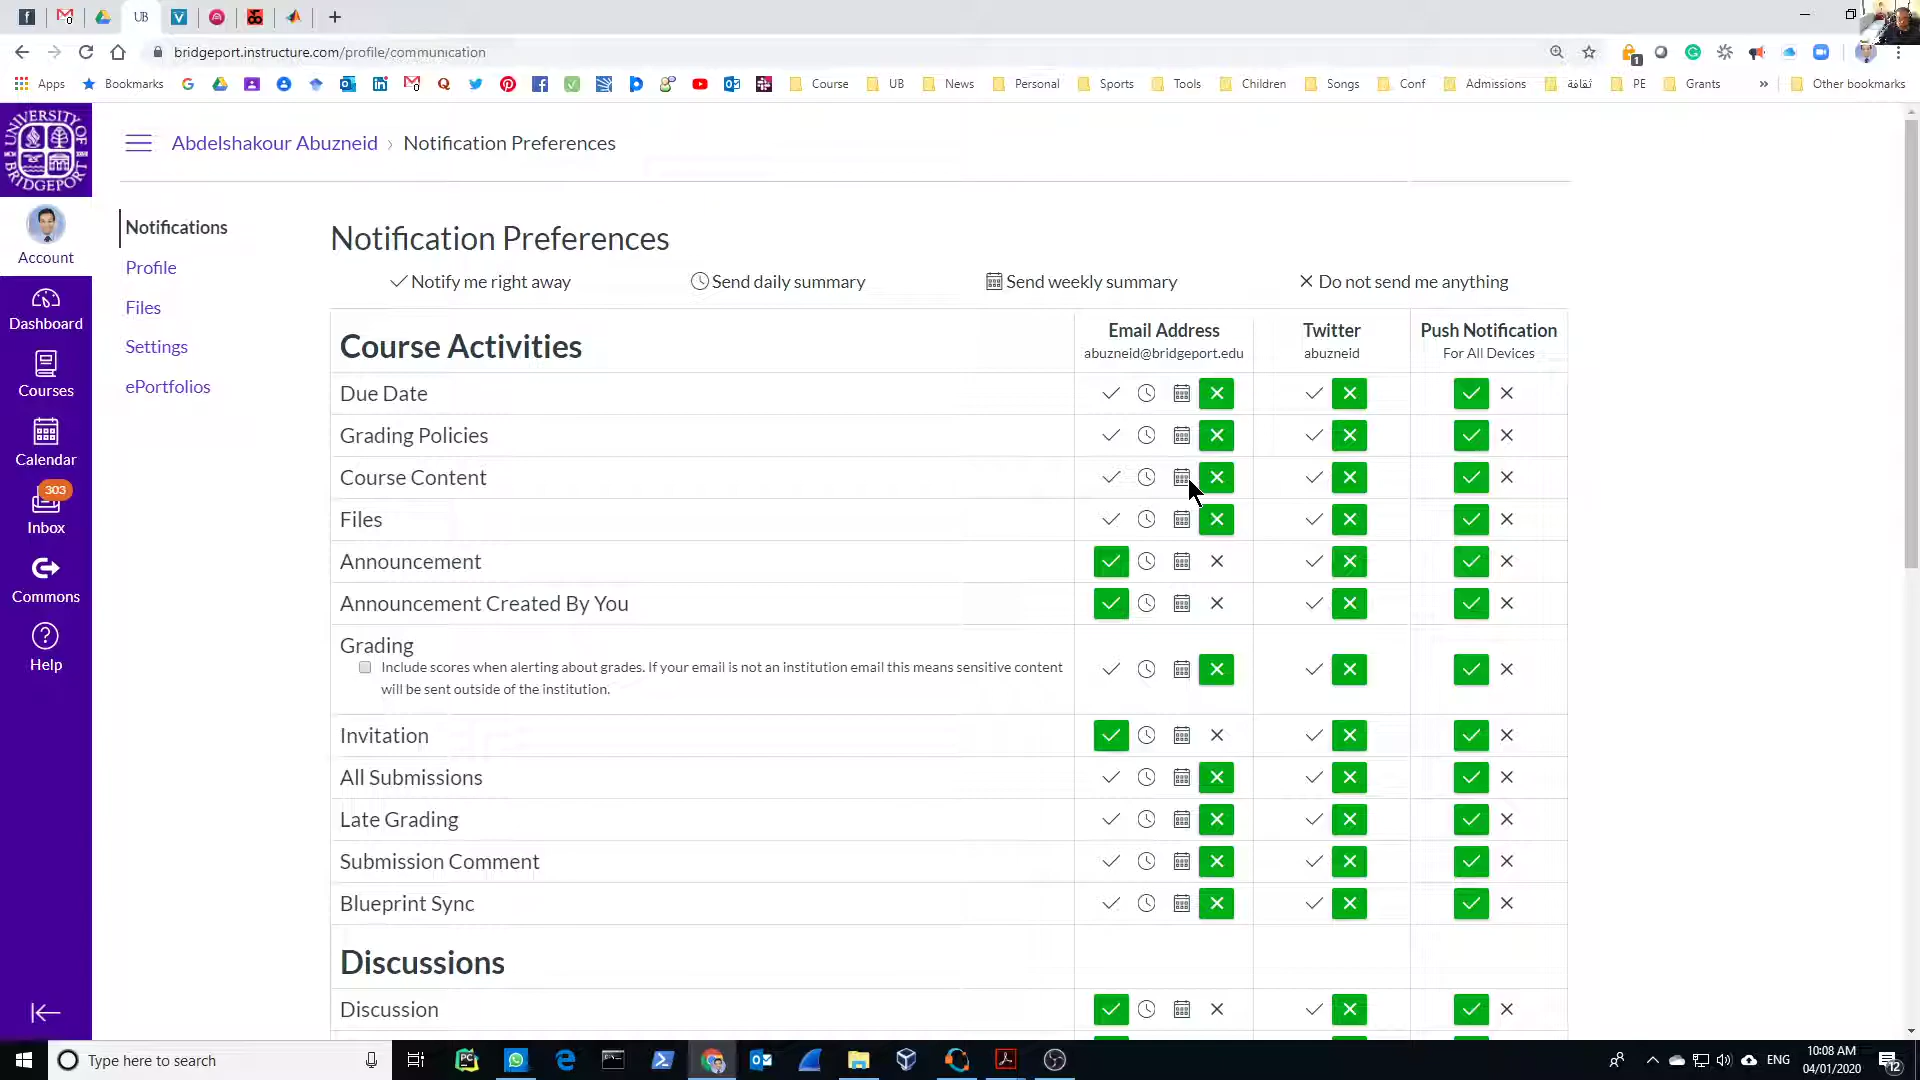 UB
bridgeport.instructure.com/profile/communication
Apps
Bookmarks
Course
UB
News
Personal
Sports
Tools
Children
Songs
Conf
Admissions
ثقافة
PE
Grants
»
Other bookmarks
UNIVERSITY OF BRIDGEPORT
Abdelshakour Abuzneid › Notification Preferences
Account
Dashboard
Courses
Calendar
303
Inbox
Commons
Help
Notifications
Profile
Files
Settings
ePortfolios
Notification Preferences
Notify me right away
Send daily summary
Send weekly summary
Do not send me anything
Course Activities
Email Address
abuzneid@bridgeport.edu
Twitter
abuzneid
Push Notification
For All Devices
Due Date
Grading Policies
Course Content
Files
Announcement
Announcement Created By You
Grading
Include scores when alerting about grades. If your email is not an institution email this means sensitive content
will be sent outside of the institution.
Invitation
All Submissions
Late Grading
Submission Comment
Blueprint Sync
Discussions
Discussion
Type here to search
ENG
10:08 AM
04/01/2020
12